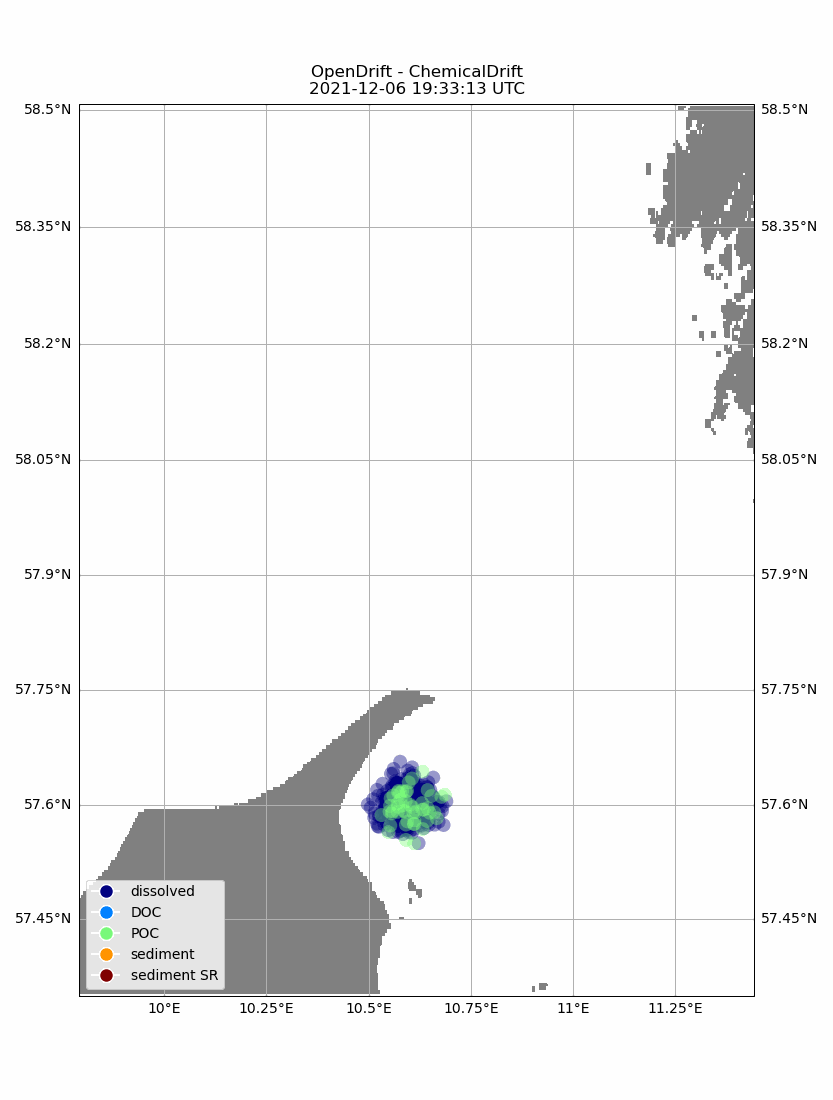 OpenDrift - ChemicalDrift
2021-12-06 19:33:13 UTC
58.5°N 58.5°N
58.35°N 58.35°N
58.2°N 58.2°N
58.05°N 58.05°N
57.9°N 57.9°N
57.75°N 57.75°N
57.6°N 57.6°N
57.45°N 57.45°N
dissolved
DOC
POC
sediment
sediment SR
10°E 10.25°E 10.5°E 10.75°E 11°E 11.25°E